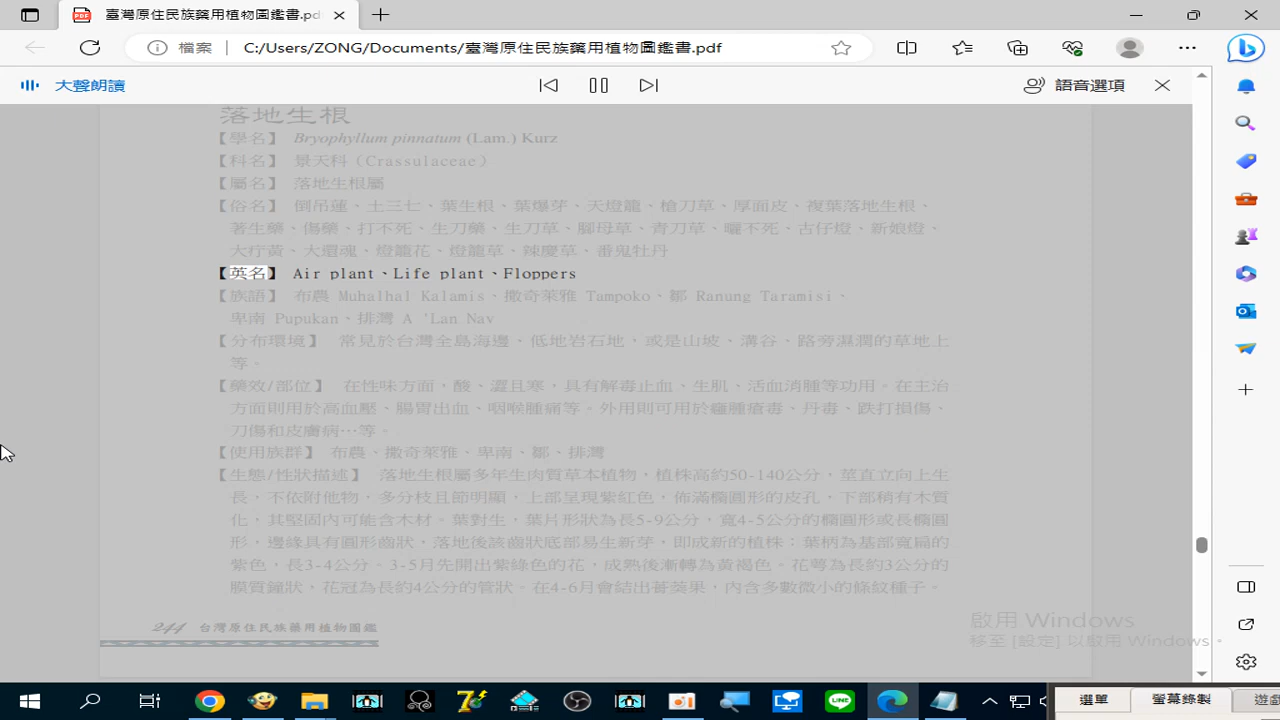 臺灣原住民族藥用植物圖鑑書.pd
檔案
C:/Users/ZONG/Documents/臺灣原住民族藥用植物圖鑑書.pdf
大聲朗讀
語音選項
落地生根
【學名】 Bryophyllum pinnatum (Lam.) Kurz
【科名】 景天科（Crassulaceae）
【屬名】 落地生根屬
【俗名】 倒吊蓮、土三七、葉生根、葉爆芽、天燈籠、槍刀草、厚面皮、複葉落地生根、
著生藥、傷藥、打不死、生刀藥、生刀草、腳母草、青刀草、曬不死、古仔燈、新娘燈、
大疔黃、大還魂、燈籠花、燈籠草、辣慶草、番鬼牡丹
【英名】 Air plant、Life plant、Floppers
【族語】 布農 Muhalhal Kalamis、撒奇萊雅 Tampoko、鄒 Ranung Taramisi、
卑南 Pupukan、排灣 A 'Lan Nav
【分布環境】 常見於台灣全島海邊、低地岩石地、或是山坡、溝谷、路旁濕潤的草地上
等。
【藥效/部位】 在性味方面，酸、澀且寒，具有解毒止血、生肌、活血消腫等功用。在主治
方面則用於高血壓、腸胃出血、咽喉腫痛等。外用則可用於癰腫瘡毒、丹毒、跌打損傷、
刀傷和皮膚病…等。
【使用族群】 布農、撒奇萊雅、卑南、鄒、排灣
【生態/性狀描述】 落地生根屬多年生肉質草本植物，植株高約50-140公分，莖直立向上生
長，不依附他物，多分枝且節明顯，上部呈現紫紅色，佈滿橢圓形的皮孔，下部稍有木質
化，其堅固內可能含木材。葉對生，葉片形狀為長5-9公分，寬4-5公分的橢圓形或長橢圓
形，邊緣具有圓形齒狀，落地後該齒狀底部易生新芽，即成新的植株；葉柄為基部寬扁的
紫色，長3-4公分。3-5月先開出紫綠色的花，成熟後漸轉為黃褐色。花萼為長約3公分的
膜質鐘狀，花冠為長約4公分的管狀。在4-6月會結出蓇葖果，內含多數微小的條紋種子。
244 台灣原住民族藥用植物圖鑑
啟用 Windows
移至 [設定] 以啟用 Windows。
選單
螢幕錄製
遊戲